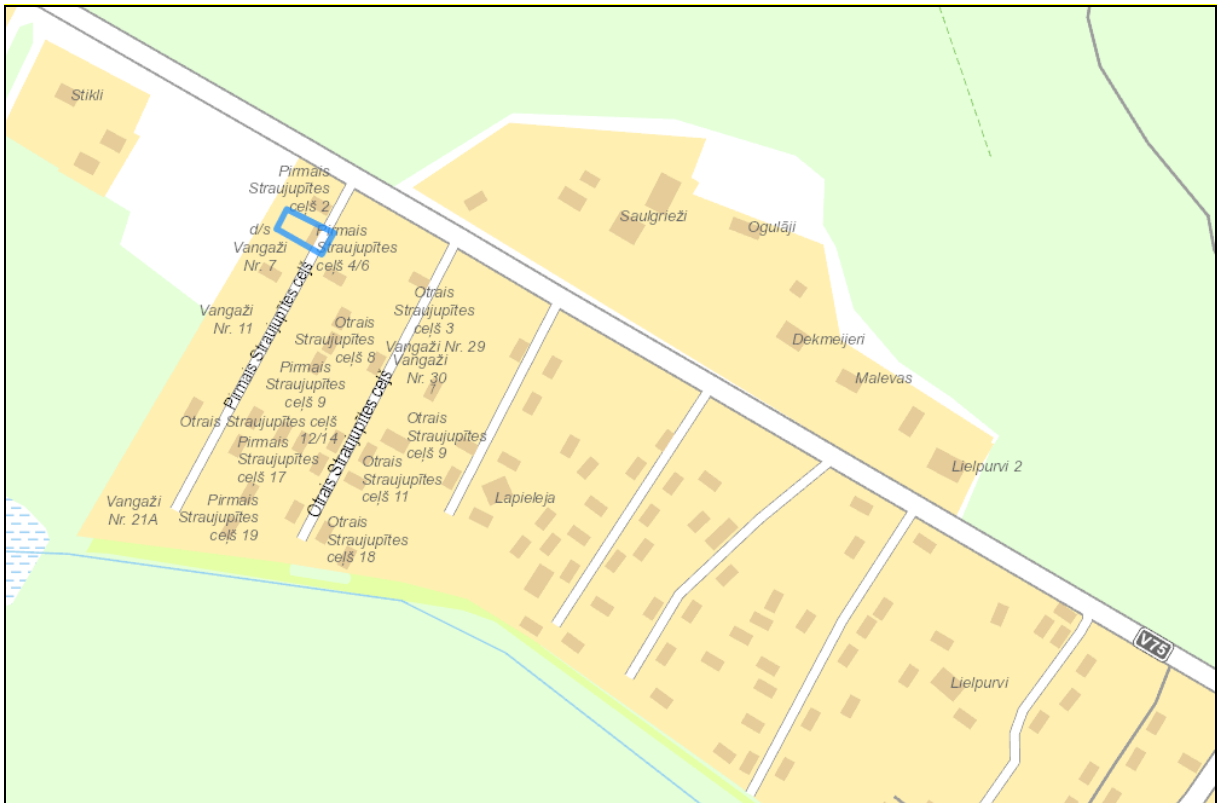 Stikli
Pirmais
Straujupītes
ceļš 2
d/s
Vangaži
Nr. 7
Pirmais
Straujupītes
ceļš 4/6
Saulgrieži
Ogulāji
Vangaži
Nr. 11
Pirmais Straujupītes ceļš
Otrais
Straujupītes
ceļš 3
Otrais
Straujupītes
ceļš 8
Vangaži Nr. 29
Vangaži
Nr. 30
Dekmeijeri
Malevas
Pirmais
Straujupītes
ceļš 9
Otrais Straujupītes ceļš
12/14
Otrais Straujupītes ceļš
Otrais
Straujupītes
ceļš 9
Pirmais
Straujupītes
ceļš 17
Otrais
Straujupītes
ceļš 11
Lielpurvi 2
Lapieleja
Vangaži
Nr. 21A
Pirmais
Straujupītes
ceļš 19
Otrais
Straujupītes
ceļš 18
V75
Lielpurvi